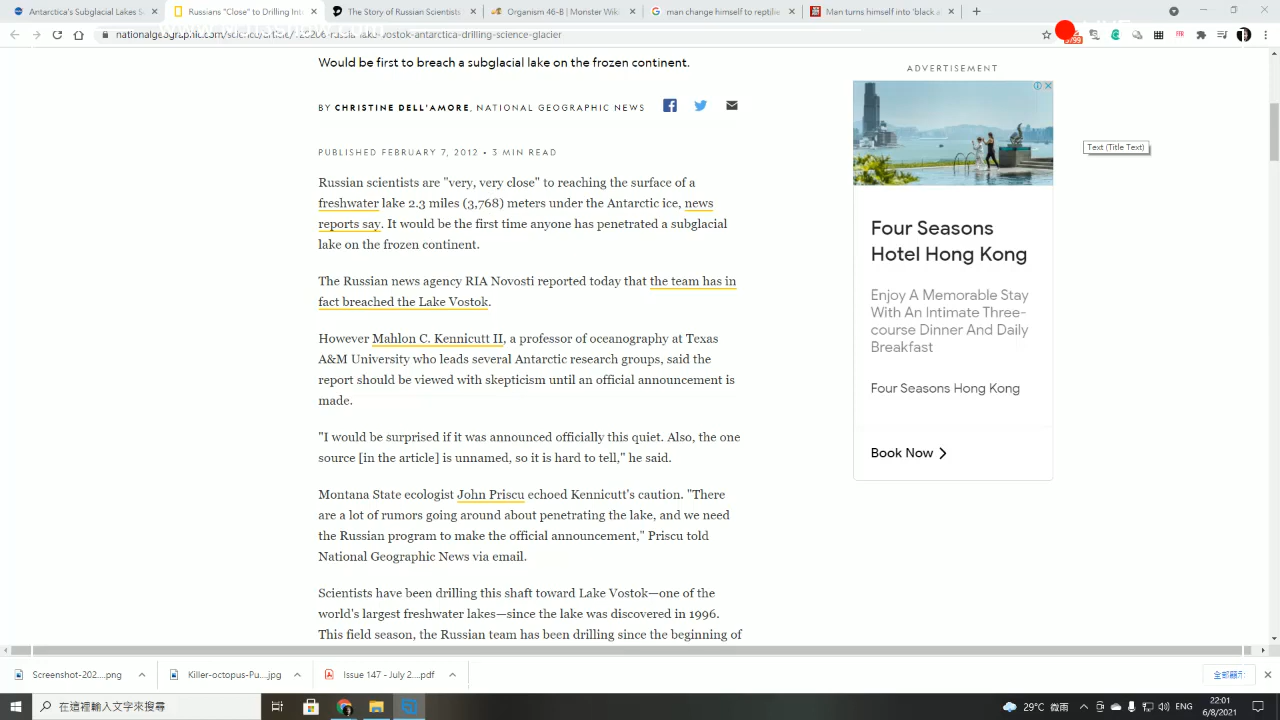 Antarctica's Subglacial Lakes S
Russians "Close" to Drilling Int
The Story of Russian Scientists
Organism 46-B | Monster Wiki
man change himself to reptilie
Man turns himself into 'black a
Would be first to breach a subglacial lake on the frozen continent.
BY CHRISTINE DELL'AMORE, NATIONAL GEOGRAPHIC NEWS
PUBLISHED FEBRUARY 7, 2012 • 3 MIN READ
Russian scientists are "very, very close" to reaching the surface of a
freshwater lake 2.3 miles (3,768) meters under the Antarctic ice, news
reports say. It would be the first time anyone has penetrated a subglacial
lake on the frozen continent.
The Russian news agency RIA Novosti reported today that the team has in
fact breached the Lake Vostok.
However Mahlon C. Kennicutt II, a professor of oceanography at Texas
A&M University who leads several Antarctic research groups, said the
report should be viewed with skepticism until an official announcement is
made.
"I would be surprised if it was announced officially this quiet. Also, the one
source [in the article] is unnamed, so it is hard to tell," he said.
Montana State ecologist John Priscu echoed Kennicutt's caution. "There
are a lot of rumors going around about penetrating the lake, and we need
the Russian program to make the official announcement," Priscu told
National Geographic News via email.
Scientists have been drilling this shaft toward Lake Vostok—one of the
world's largest freshwater lakes—since the lake was discovered in 1996.
This field season, the Russian team has been drilling since the beginning of
ADVERTISEMENT
Text (Title Text)
Four Seasons
Hotel Hong Kong
Enjoy A Memorable Stay
With An Intimate Three-
course Dinner And Daily
Breakfast
Four Seasons Hong Kong
Book Now
Screenshot-202....png
Killer-octopus-Pu....jpg
Issue 147 - July 2....pdf
全部顯示
在這裡輸入文字來搜尋
29°C
ENG
22:01
6/8/2021